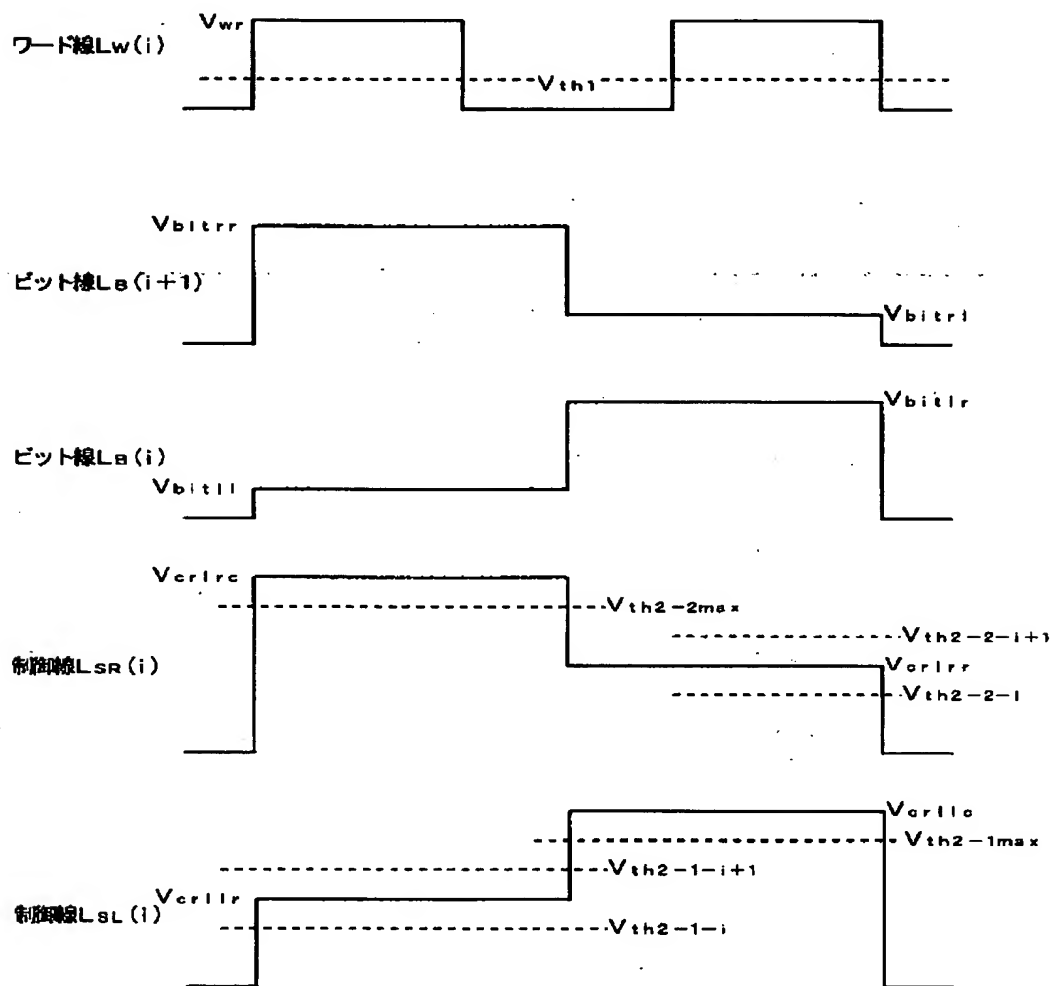 Vwr
ワード線LW(i)
Vth1
Vbitrr
ビット線LB(i+1)
Vbitrl
Vbitlr
ビット線LB(i)
Vbitll
Vcrlrc
Vth2-2max
Vth2-2-i+1
制御線LSR(i)
Vcrlrr
Vth2-2-i
Vcrllc
Vth2-1max
Vth2-1-i+1
Vcrllr
制御線LSL(i)
Vth2-1-i